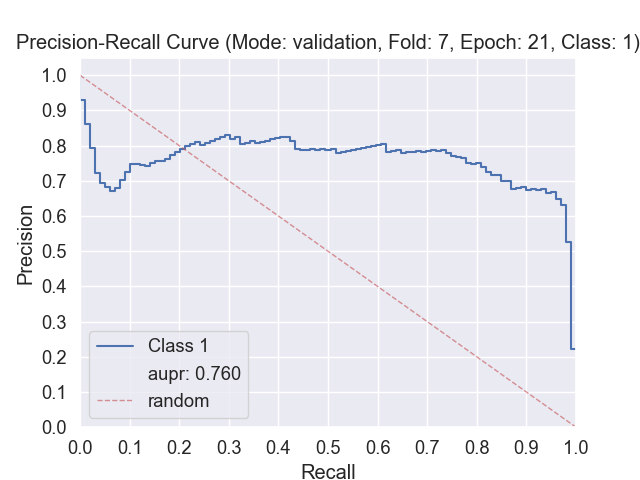 Precision-Recall Curve (Mode: validation, Fold: 7, Epoch: 21, Class: 1)
1.0
0.9
0.8
0.7
0.6
0.5
0.4
0.3
0.2
0.1
0.0
Precision
Class 1
aupr: 0.760
random
0.0 0.1 0.2 0.3 0.4 0.5 0.6 0.7 0.8 0.9 1.0
Recall